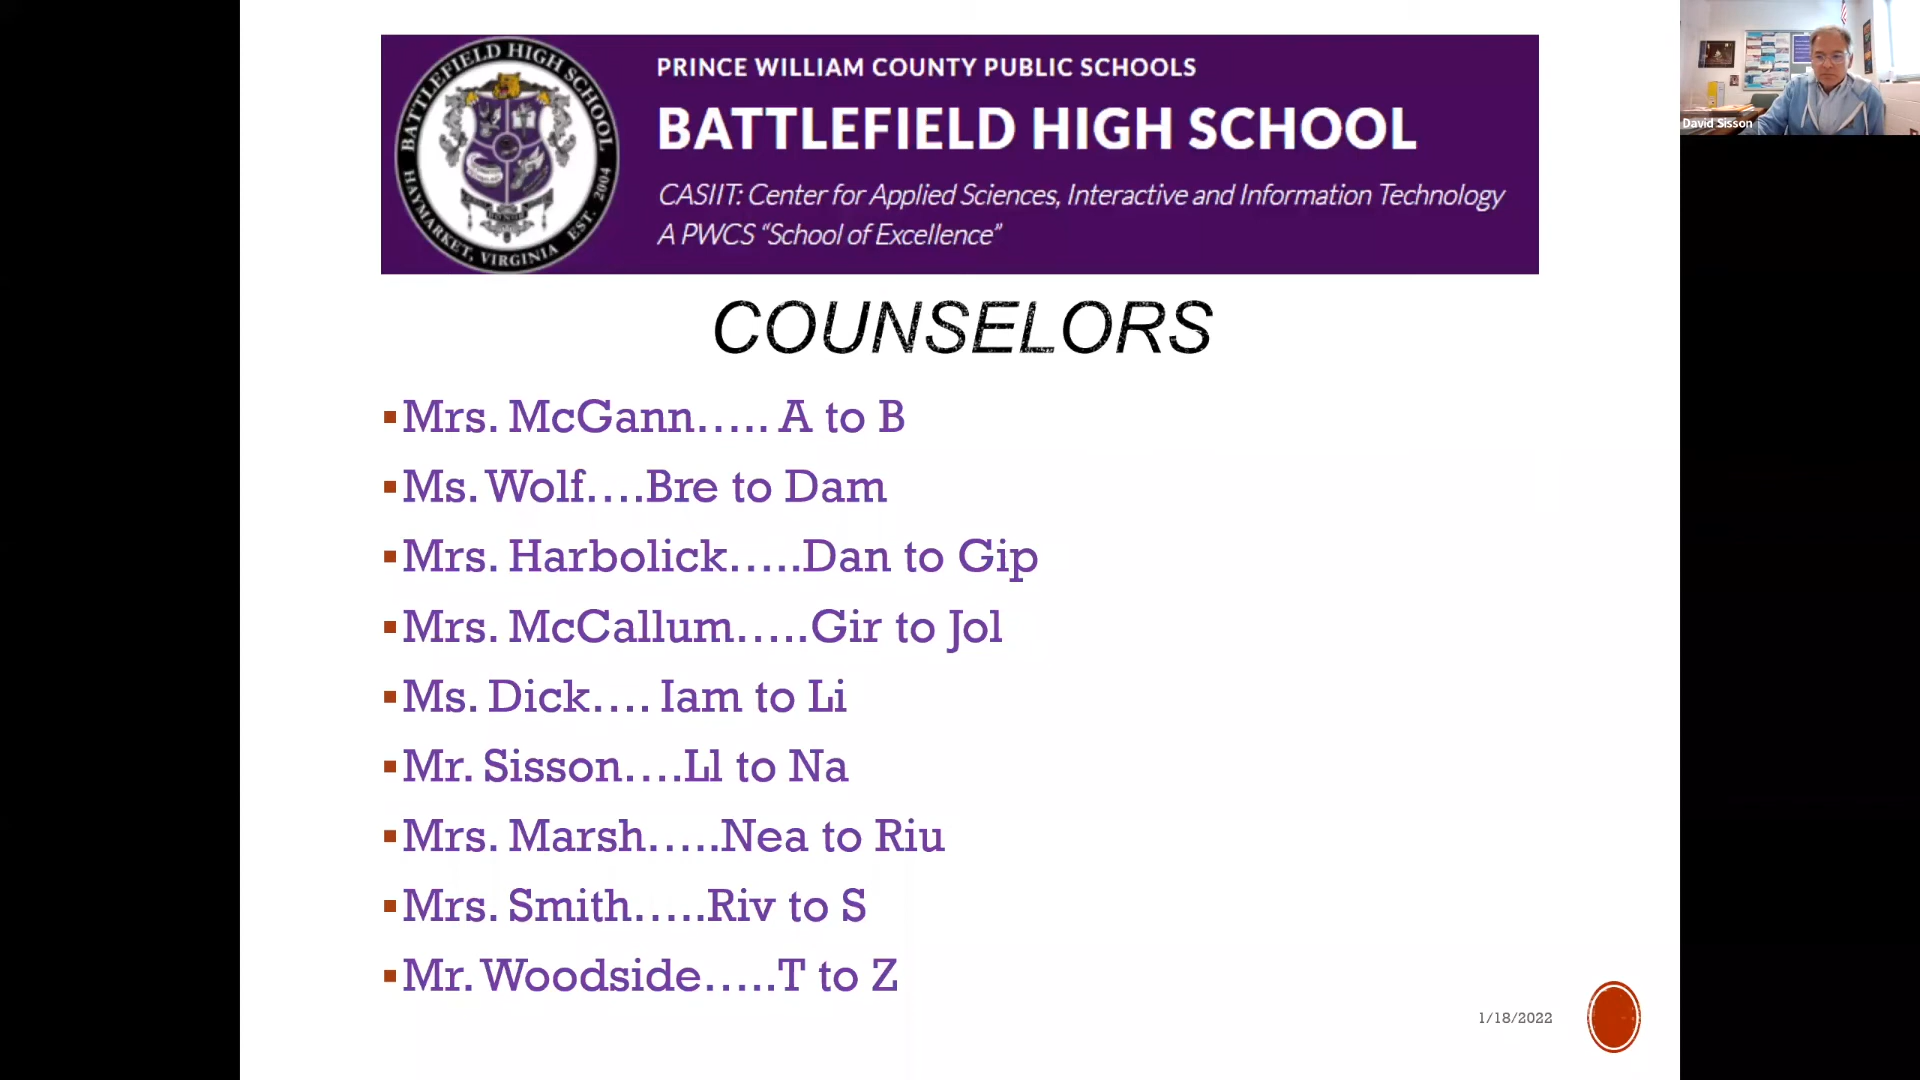 BATTLEFIELD HIGH SCHOOL
HAYMARKET, VIRGINIA EST. 2004
PRINCE WILLIAM COUNTY PUBLIC SCHOOLS
BATTLEFIELD HIGH SCHOOL
CASIIT: Center for Applied Sciences, Interactive and Information Technology
A PWCS “School of Excellence”
David Sisson
COUNSELORS
▪Mrs. McGann..... A to B
▪Ms. Wolf....Bre to Dam
▪Mrs. Harbolick.....Dan to Gip
▪Mrs. McCallum.....Gir to Jol
▪Ms. Dick.... Iam to Li
▪Mr. Sisson....Ll to Na
▪Mrs. Marsh.....Nea to Riu
▪Mrs. Smith.....Riv to S
▪Mr. Woodside.....T to Z
1/18/2022